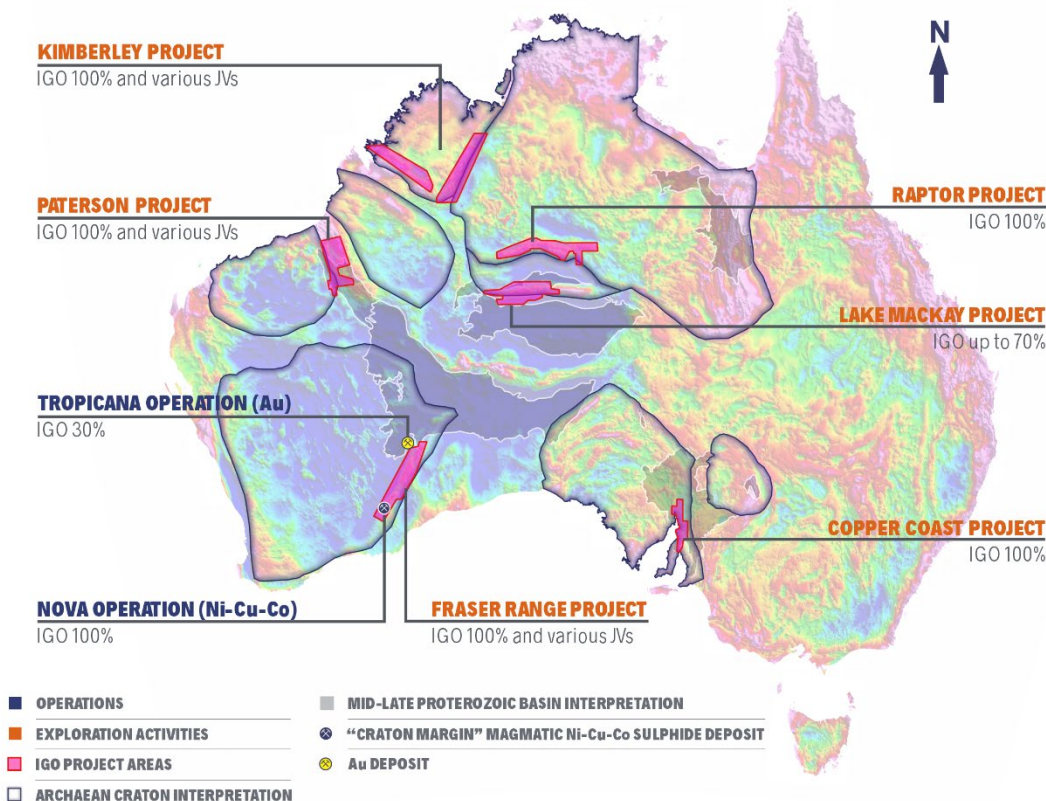 N
KIMBERLEY PROJECT
IGO 100% and various JVs
PATERSON PROJECT
IGO 100% and various JVs
RAPTOR PROJECT
IGO 100%
LAKE MACKAY PROJECT
IGO up to 70%
TROPICANA OPERATION (Au)
IGO 30%
COPPER COAST PROJECT
IGO 100%
NOVA OPERATION (Ni-Cu-Co)
IGO 100%
FRASER RANGE PROJECT
IGO 100% and various JVs
OPERATIONS
EXPLORATION ACTIVITIES
IGO PROJECT AREAS
ARCHAEAN CRATON INTERPRETATION
MID-LATE PROTEROZOIC BASIN INTERPRETATION
“CRATON MARGIN” MAGMATIC Ni-Cu-Co SULPHIDE DEPOSIT
Au DEPOSIT